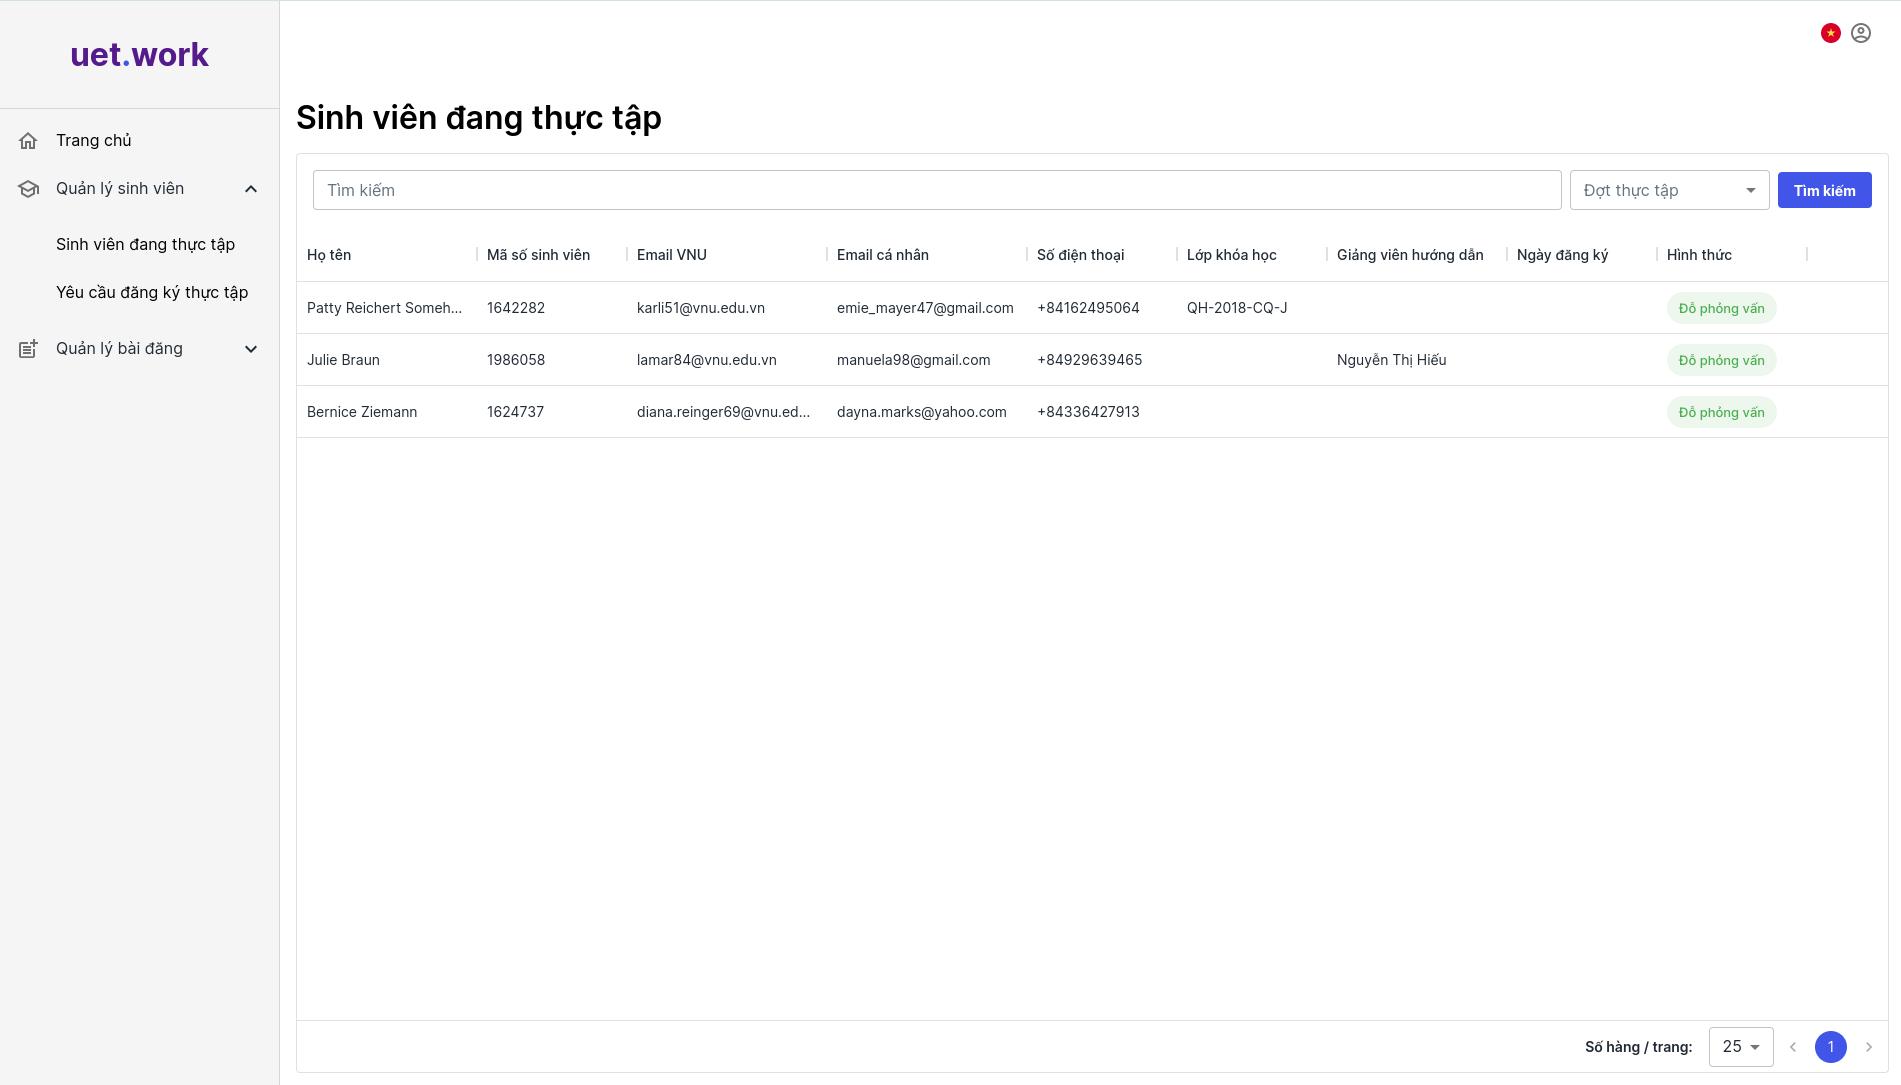 uet.work
Trang chủ
Quản lý sinh viên
Sinh viên đang thực tập
Yêu cầu đăng ký thực tập
Quản lý bài đăng
Sinh viên đang thực tập
Tìm kiếm Đợt thực tập Tìm kiếm
Họ tên Mã số sinh viên Email VNU Email cá nhân Số điện thoại Lớp khóa học Giảng viên hướng dẫn Ngày đăng ký Hình thức
Patty Reichert Someh... 1642282 karli51@vnu.edu.vn emie_mayer47@gmail.com +84162495064 QH-2018-CQ-J Đỗ phỏng vấn
Julie Braun 1986058 lamar84@vnu.edu.vn manuela98@gmail.com +84929639465 Nguyễn Thị Hiếu Đỗ phỏng vấn
Bernice Ziemann 1624737 diana.reinger69@vnu.ed... dayna.marks@yahoo.com +84336427913 Đỗ phỏng vấn
Số hàng / trang: 25 1